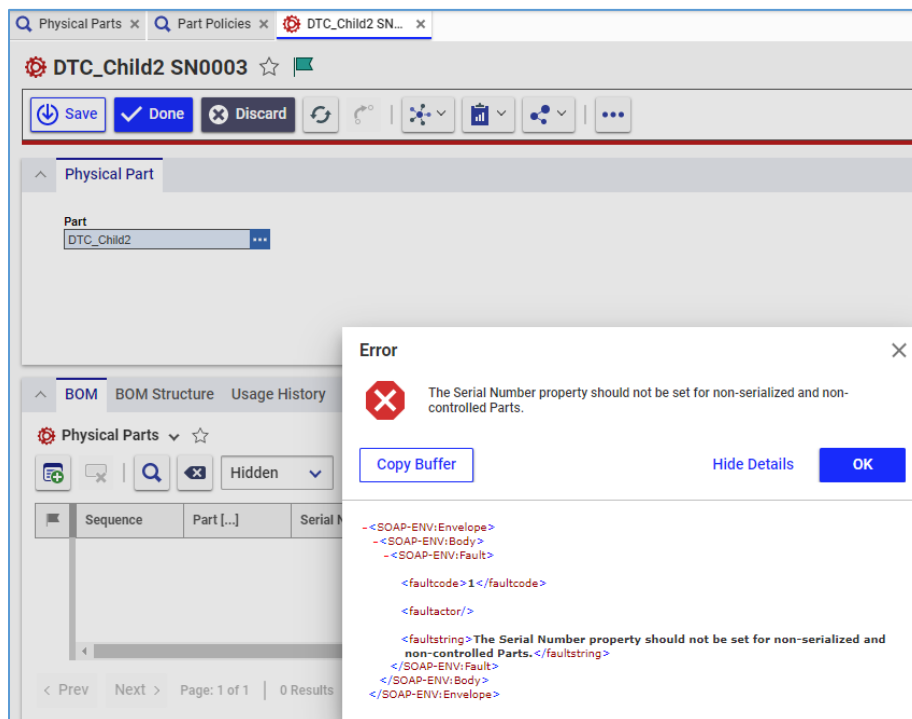 Physical Parts × Part Policies × DTC_Child2 SN... ×
DTC_Child2 SN0003
Save Done Discard
Physical Part
Part
DTC_Child2
Error
The Serial Number property should not be set for non-serialized and non-
controlled Parts.
BOM BOM Structure Usage History
Physical Parts
Copy Buffer Hide Details OK
Hidden
Sequence Part [...] Serial N
-<SOAP-ENV:Envelope>
-<SOAP-ENV:Body>
-<SOAP-ENV:Fault>
<faultcode>1</faultcode>
<faultactor/>
<faultstring>The Serial Number property should not be set for non-serialized and
non-controlled Parts.</faultstring>
</SOAP-ENV:Fault>
</SOAP-ENV:Body>
</SOAP-ENV:Envelope>
< Prev Next > Page: 1 of 1 0 Results